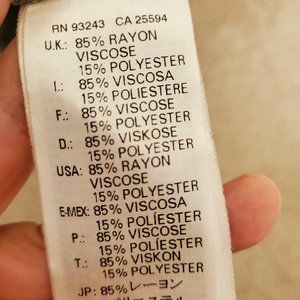 RN 93243 CA 25594
U.K.: 85% RAYON
VISCOSE
15% POLYESTER
I.: 85% VISCOSA
15% POLIESTERE
F.: 85% VISCOSE
15% POLYESTER
D.: 85% VISKOSE
15% POLYESTER
USA: 85% RAYON
VISCOSE
15% POLYESTER
E-MEX: 85% VISCOSA
15% POLIÉSTER
P.: 85% VISCOSE
15% POLIÉSTER
T.: 85% VISKON
15% POLYESTER
JP: 85% レーヨン